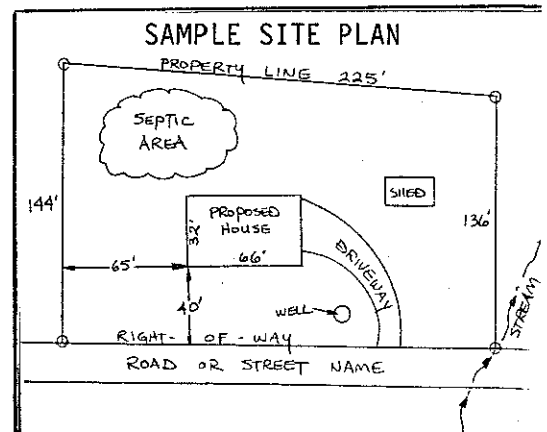 SAMPLE SITE PLAN
PROPERTY LINE 225'
SEPTIC
AREA
SHED
144'
PROPOSED
HOUSE
32'
66'
136'
DRIVEWAY
65'
40'
WELL
STREAM
RIGHT-OF-WAY
ROAD OR STREET NAME